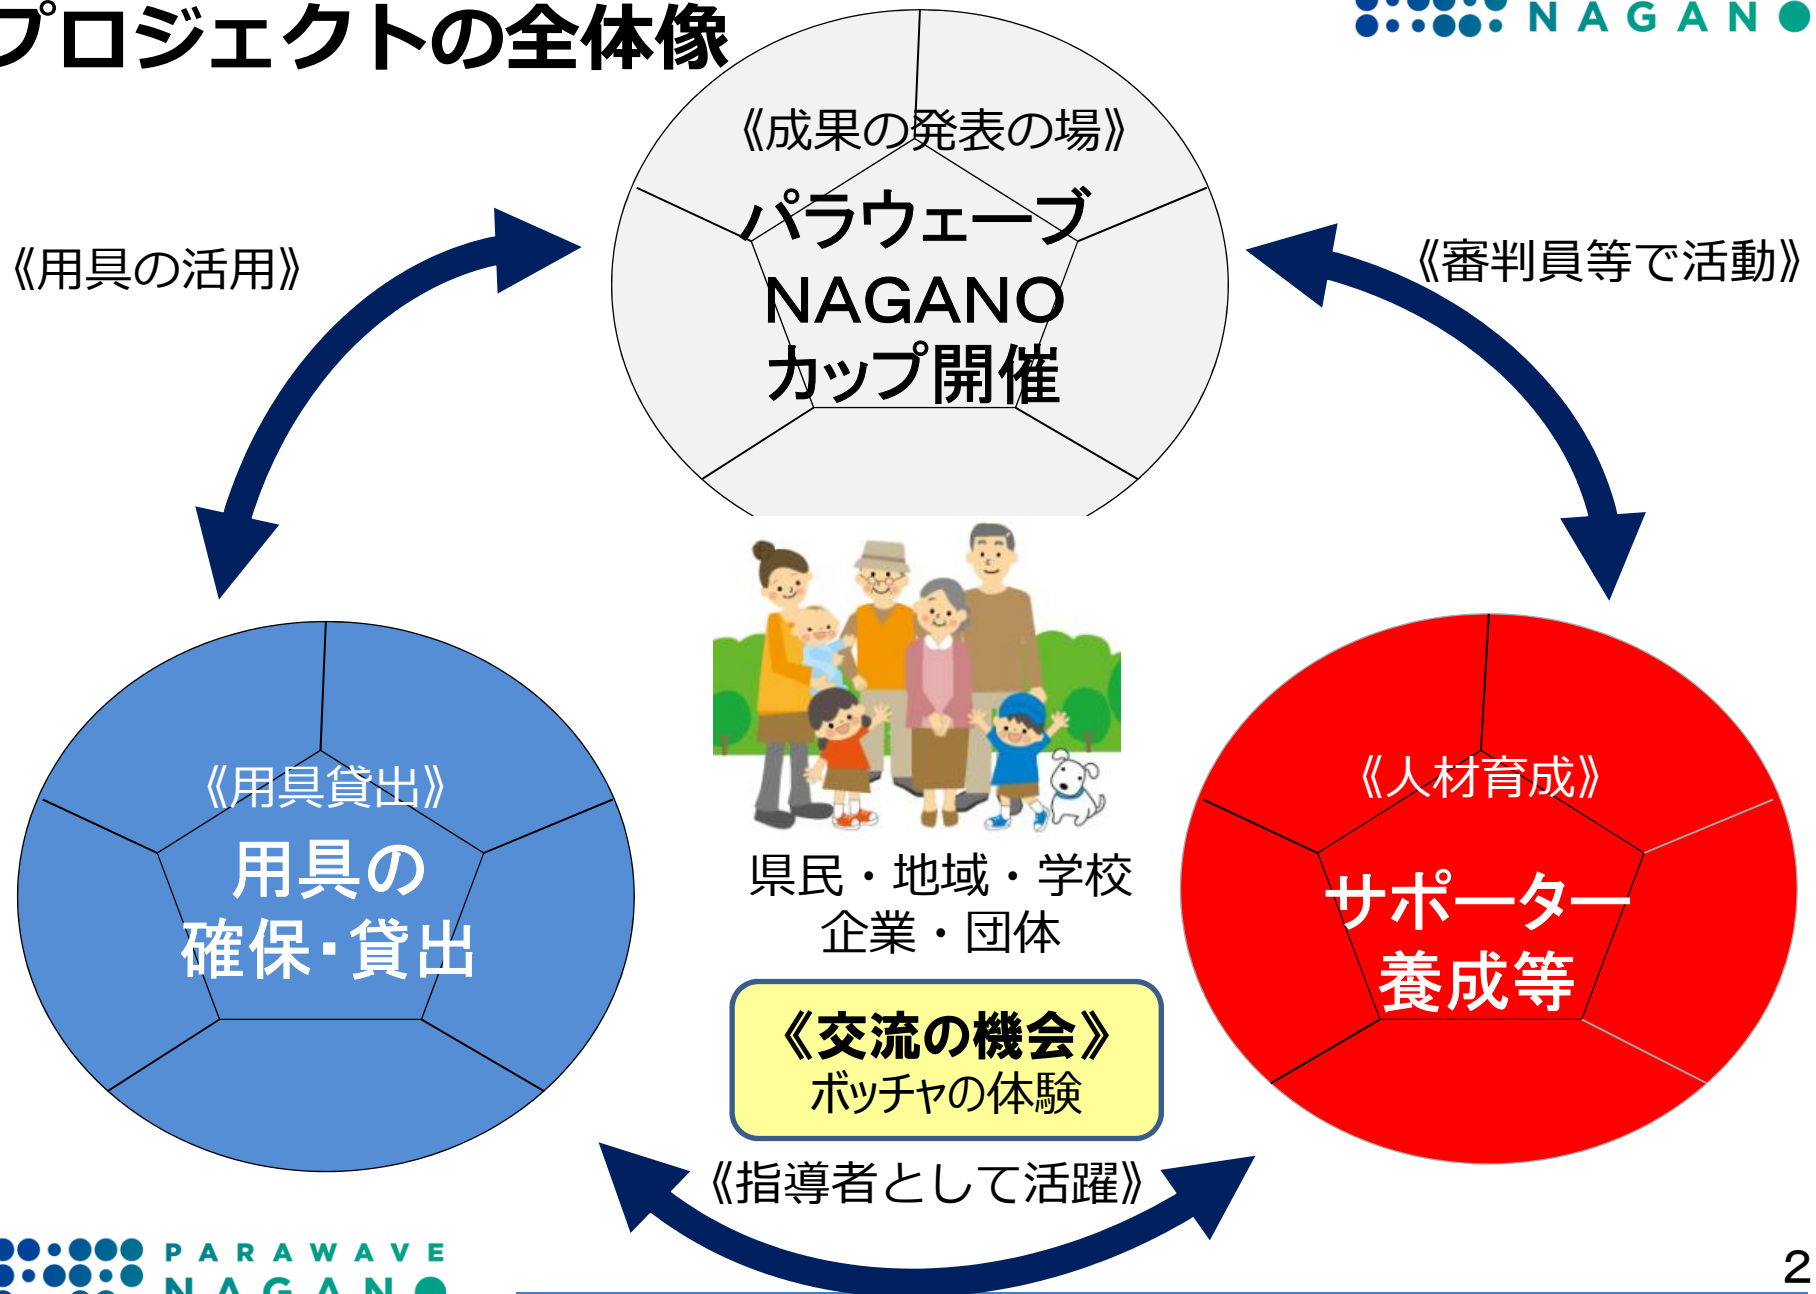 プロジェクトの全体像
NAGANO
《成果の発表の場》
パラウェーブ
NAGANO
カップ開催
《用具の活用》
《審判員等で活動》
《用具貸出》
用具の
確保・貸出
《人材育成》
サポーター
養成等
県民・地域・学校
企業・団体
《交流の機会》
ボッチャの体験
《指導者として活躍》
PARAWAVE
NAGANO
2